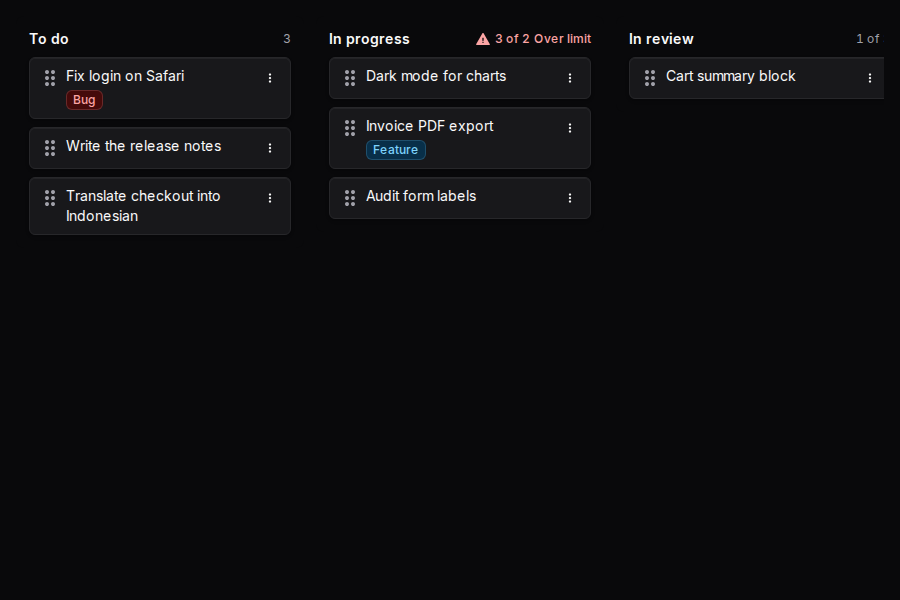 To do
3
Fix login on Safari
Bug
Write the release notes
Translate checkout into
Indonesian
In progress
3 of 2 Over limit
Dark mode for charts
Invoice PDF export
Feature
Audit form labels
In review
1 of
Cart summary block